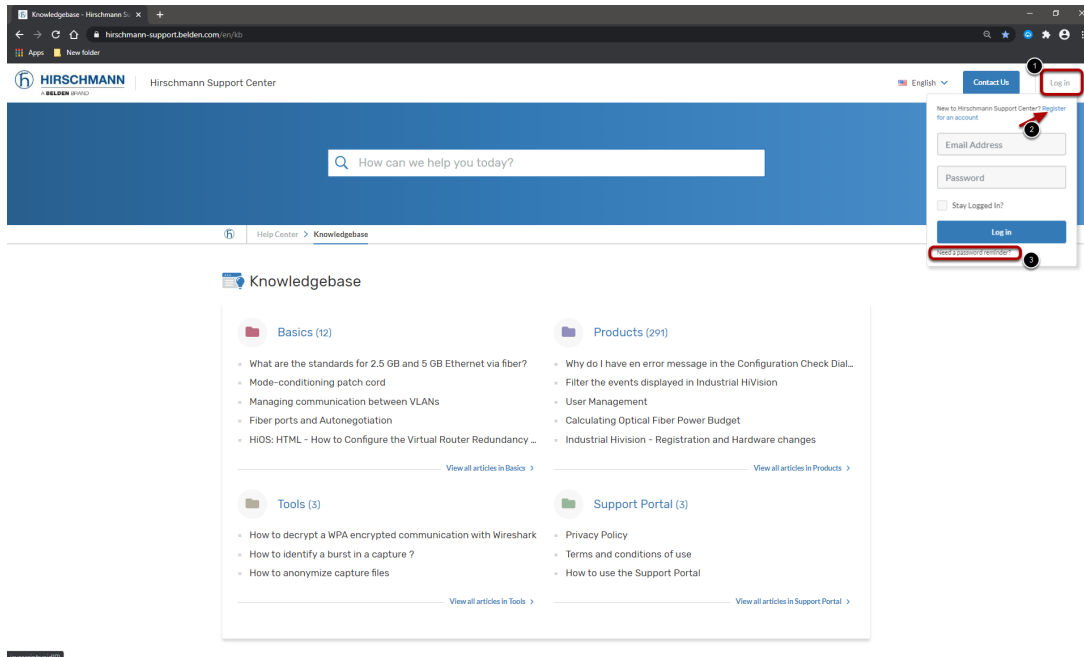 Knowledgebase - Hirschmann Su
hirschmann-support.belden.com/en/kb
Apps New folder
HIRSCHMANN
A BELDEN BRAND
Hirschmann Support Center
English
Contact Us
1
Log in
New to Hirschmann Support Center? Register
for an account
2
Email Address
Password
Stay Logged In?
Log in
Need a password reminder?
3
How can we help you today?
Help Center > Knowledgebase
Knowledgebase
Basics (12)
What are the standards for 2.5 GB and 5 GB Ethernet via fiber?
Mode-conditioning patch cord
Managing communication between VLANs
Fiber ports and Autonegotiation
HiOS: HTML - How to Configure the Virtual Router Redundancy ...
View all articles in Basics >
Products (291)
Why do I have en error message in the Configuration Check Dial...
Filter the events displayed in Industrial HiVision
User Management
Calculating Optical Fiber Power Budget
Industrial Hivision - Registration and Hardware changes
View all articles in Products >
Tools (3)
How to decrypt a WPA encrypted communication with Wireshark
How to identify a burst in a capture ?
How to anonymize capture files
View all articles in Tools >
Support Portal (3)
Privacy Policy
Terms and conditions of use
How to use the Support Portal
View all articles in Support Portal >